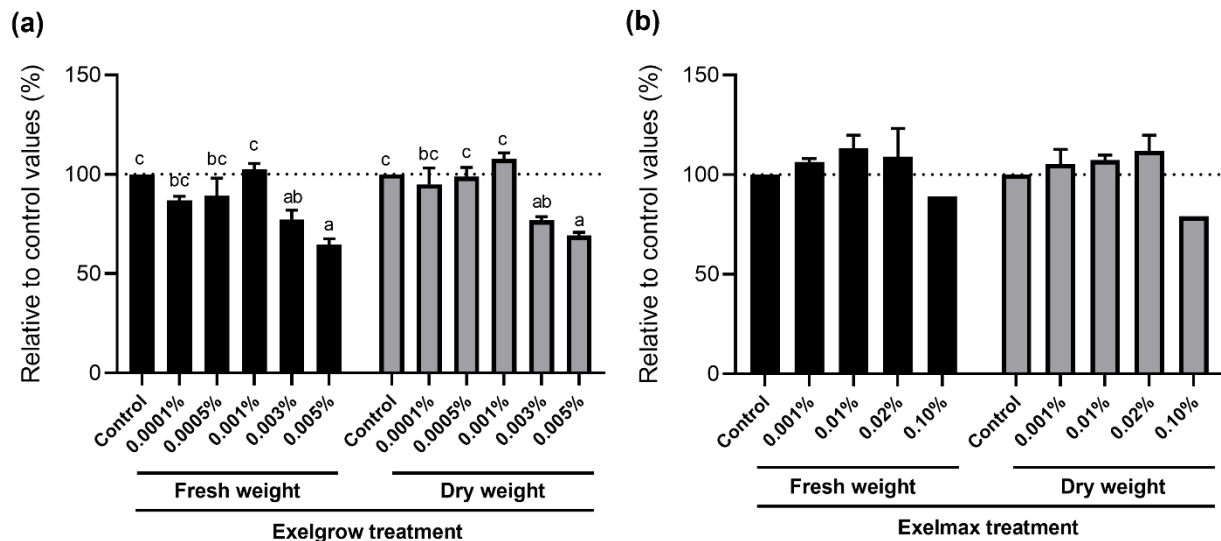 (a)
Relative to control values (%)
150
100
50
0
c
bc
bc
c
ab
a
c
bc
c
c
ab
a
Control
0.0001%
0.0005%
0.001%
0.003%
0.005%
Control
0.0001%
0.0005%
0.001%
0.003%
0.005%
Fresh weight
Dry weight
Exelgrow treatment
(b)
Relative to control values (%)
150
100
50
0
Control
0.001%
0.01%
0.02%
0.10%
Control
0.001%
0.01%
0.02%
0.10%
Fresh weight
Dry weight
Exelmax treatment